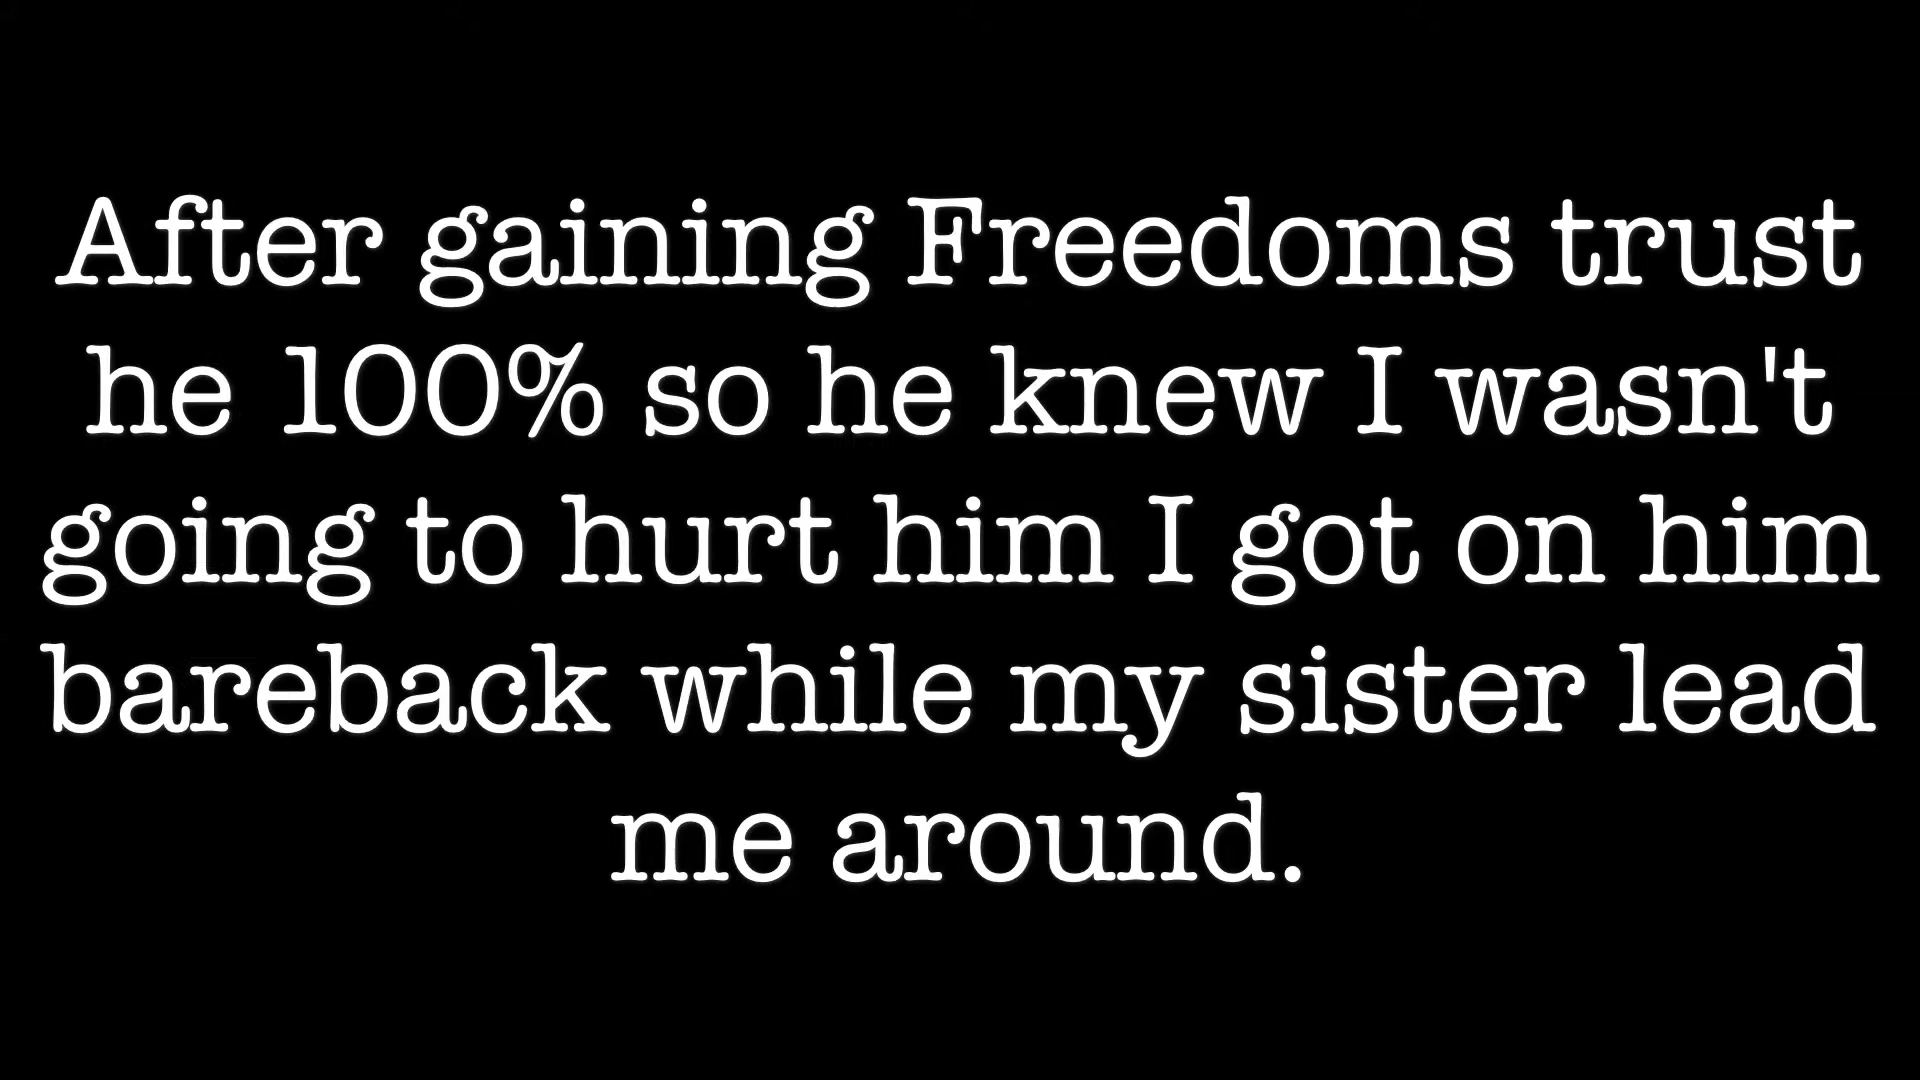 After gaining Freedoms trust
he 100% so he knew I wasn't
going to hurt him I got on him
bareback while my sister lead
me around.